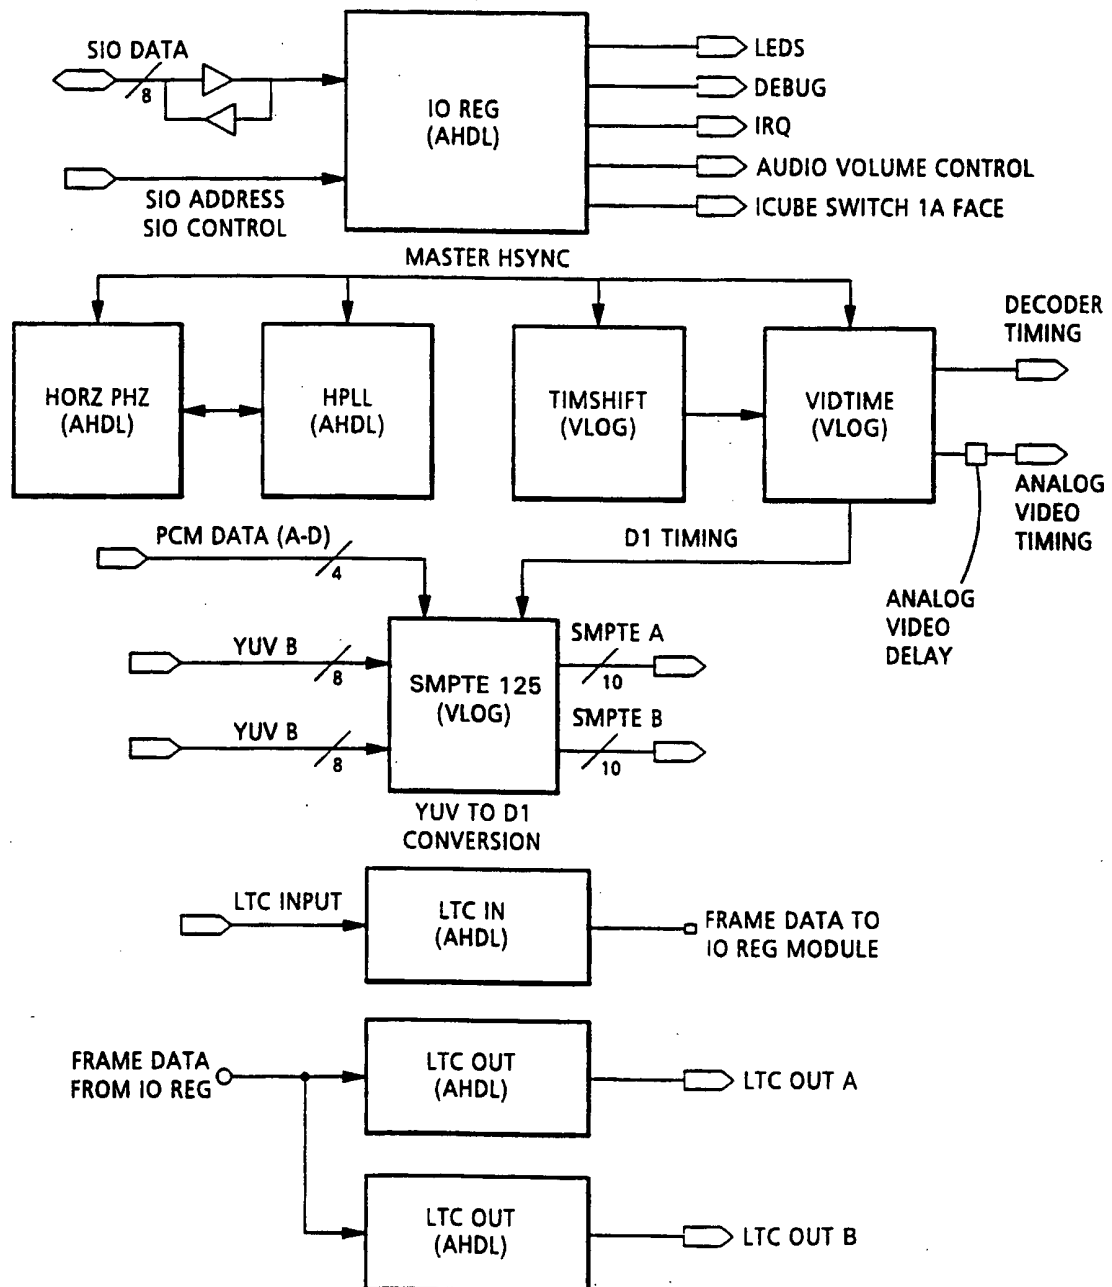 SIO DATA
8
SIO ADDRESS
SIO CONTROL
IO REG
(AHDL)
LEDS
DEBUG
IRQ
AUDIO VOLUME CONTROL
ICUBE SWITCH 1A FACE
MASTER HSYNC
HORZ PHZ
(AHDL)
HPLL
(AHDL)
TIMSHIFT
(VLOG)
VIDTIME
(VLOG)
DECODER
TIMING
ANALOG
VIDEO
TIMING
ANALOG
VIDEO
DELAY
PCM DATA (A-D)
4
D1 TIMING
YUV B
8
YUV B
8
SMPTE 125
(VLOG)
SMPTE A
10
SMPTE B
10
YUV TO D1
CONVERSION
LTC INPUT
LTC IN
(AHDL)
FRAME DATA TO
IO REG MODULE
FRAME DATA
FROM IO REG
LTC OUT
(AHDL)
LTC OUT A
LTC OUT
(AHDL)
LTC OUT B